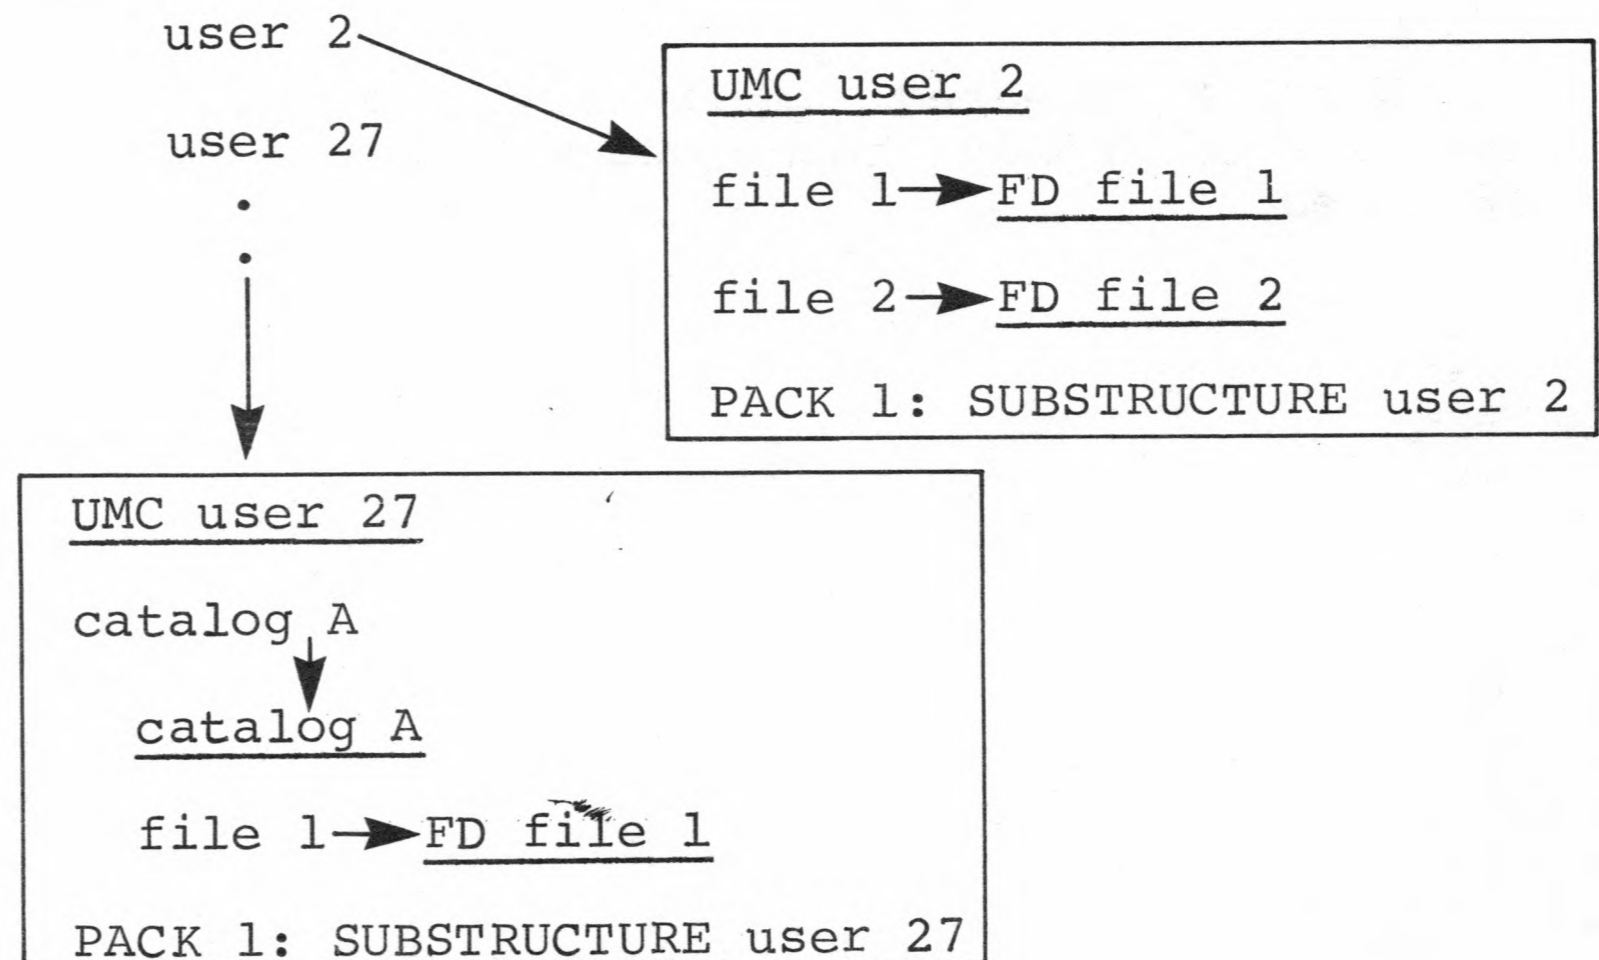 user 2
user 27
.
.
UMC user 2
file 1→FD file 1
file 2→FD file 2
PACK 1: SUBSTRUCTURE user 2
UMC user 27
catalog A
catalog A
file 1→FD file 1
PACK 1: SUBSTRUCTURE user 27